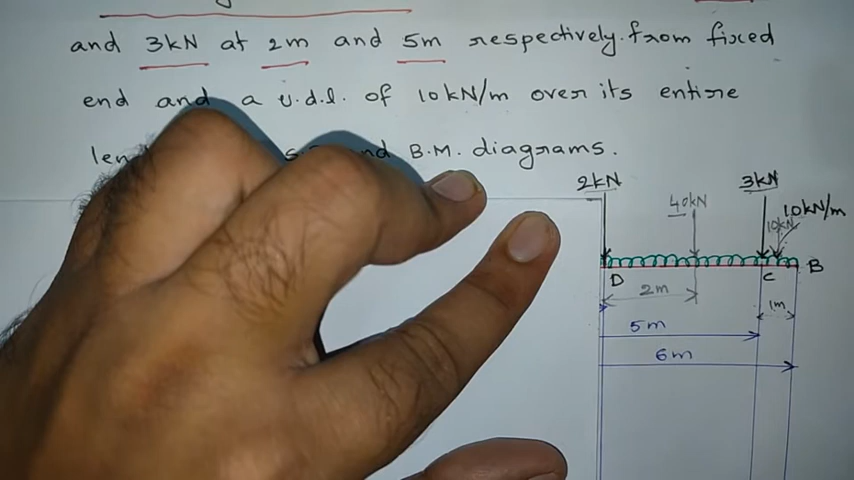 and 3kN at 2m and 5m respectively. from fixed
end and a u.d.l. of 10kN/m over its entire
B.M. diagrams.
2kN
40kN
3kN
10kN/m
10kN
D
C
B
2m
1m
5m
6m